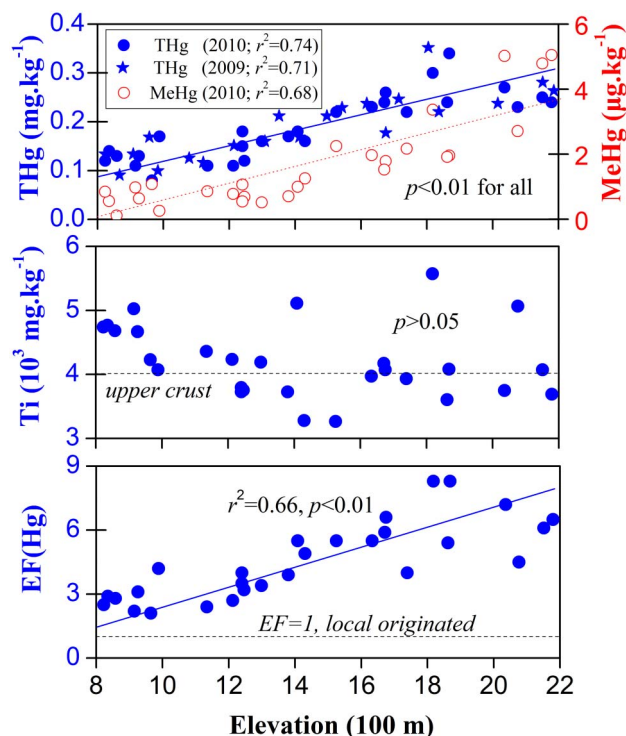 THg (mg.kg⁻¹)
0.4
0.3
0.2
0.1
0.0
THg (2010; r²=0.74)
THg (2009; r²=0.71)
MeHg (2010; r²=0.68)
p<0.01 for all
6
4
2
0
MeHg (μg.kg⁻¹)
Ti (10³ mg.kg⁻¹)
6
5
4
3
p>0.05
upper crust
EF(Hg)
9
6
3
0
r²=0.66, p<0.01
EF=1, local originated
8 10 12 14 16 18 20 22
Elevation (100 m)